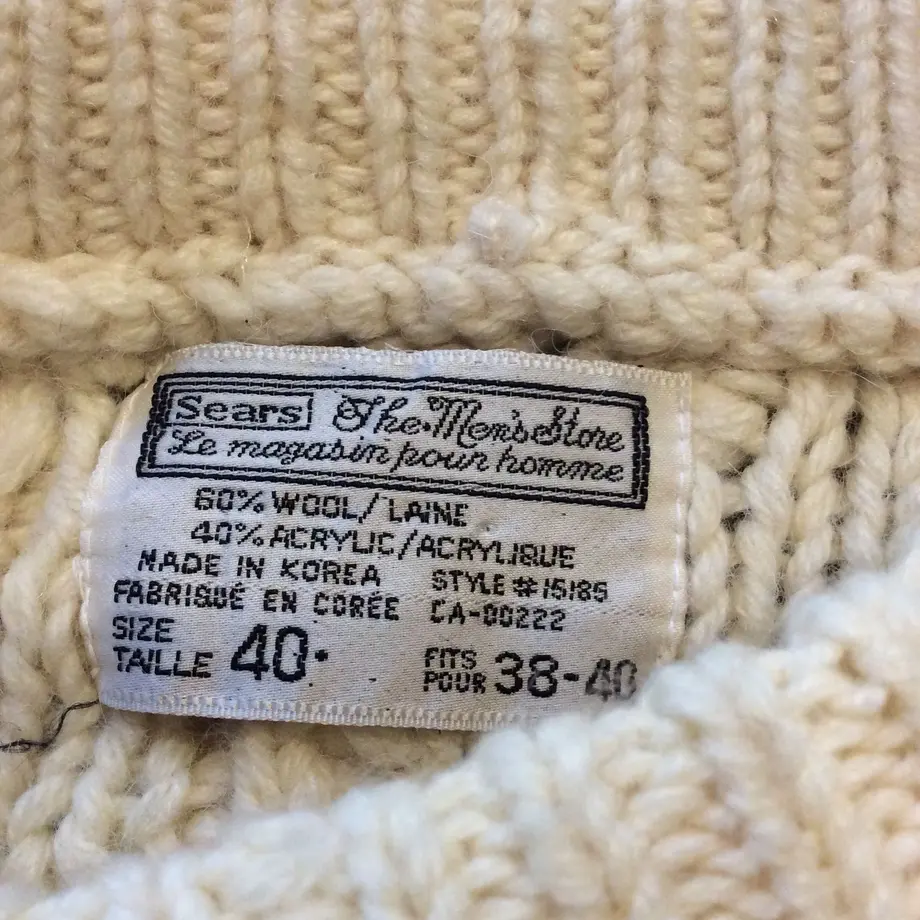 Sears The Men's Store
Le magasin pour homme
60% WOOL/LAINE
40% ACRYLIC/ACRYLIQUE
MADE IN KOREA STYLE #15185
FABRIQUÉ EN CORÉE CA-00222
SIZE
TAILLE 40
FITS
POUR 38-40